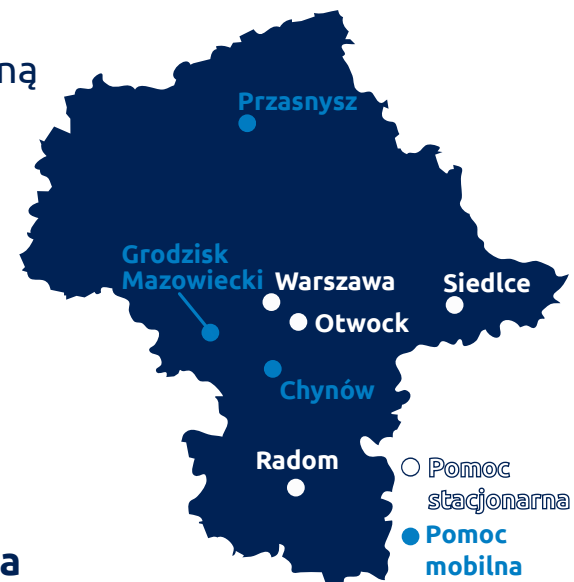 ną
Przasnysz
Grodzisk
Mazowiecki
Warszawa
Siedlce
Otwock
Chynów
Radom
Pomoc
stacjonarna
Pomoc
mobilna
a